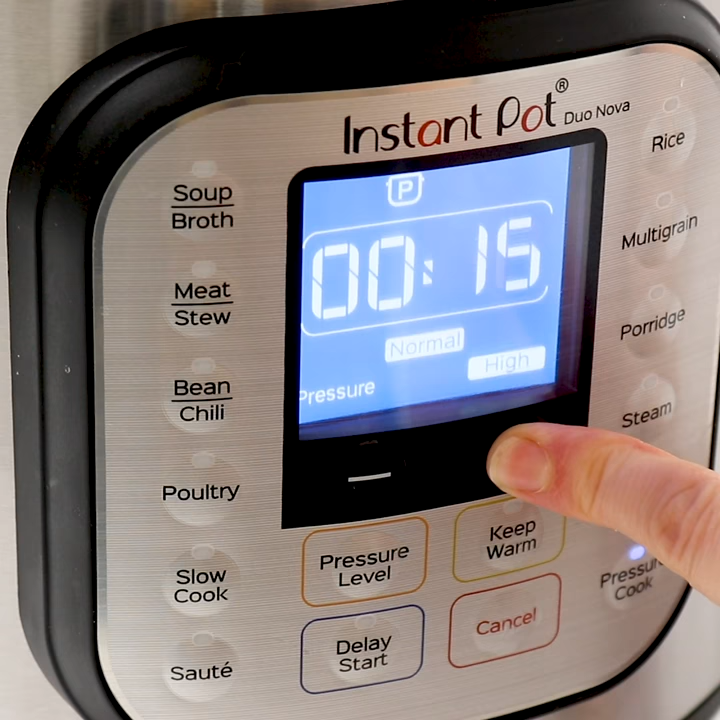 Instant Pot® Duo Nova
P
00:15
Normal
High
Pressure
—
Soup
Broth
Meat
Stew
Bean
Chili
Poultry
Slow
Cook
Sauté
Pressure
Level
Keep
Warm
Delay
Start
Cancel
Rice
Multigrain
Porridge
Steam
Pressure
Cook